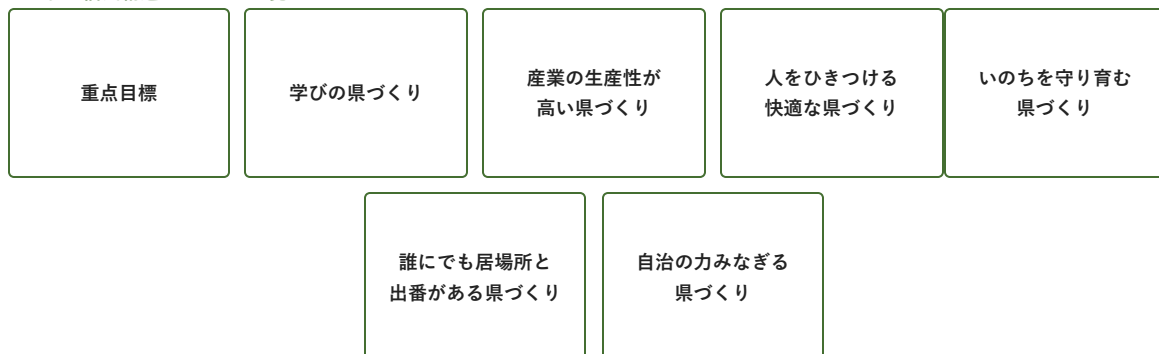 重点目標
学びの県づくり
産業の生産性が
高い県づくり
人をひきつける
快適な県づくり
いのちを守り育む
県づくり
誰にでも居場所と
出番がある県づくり
自治の力みなぎる
県づくり